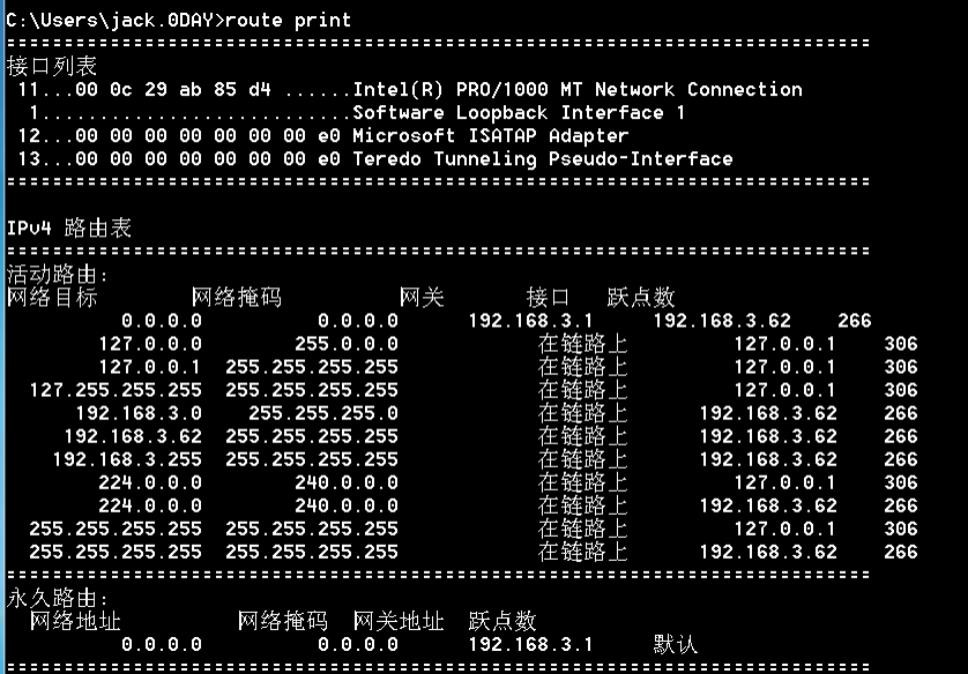 C:\Users\jack.0DAY>route print
===========================================================================
接口列表
 11...00 0c 29 ab 85 d4 ......Intel(R) PRO/1000 MT Network Connection
  1...........................Software Loopback Interface 1
 12...00 00 00 00 00 00 00 e0 Microsoft ISATAP Adapter
 13...00 00 00 00 00 00 00 e0 Teredo Tunneling Pseudo-Interface
===========================================================================
IPv4 路由表
===========================================================================
活动路由:
网络目标        网络掩码          网关       接口   跃点数
          0.0.0.0          0.0.0.0      192.168.3.1     192.168.3.62    266
        127.0.0.0        255.0.0.0            在链路上         127.0.0.1    306
        127.0.0.1  255.255.255.255            在链路上         127.0.0.1    306
  127.255.255.255  255.255.255.255            在链路上         127.0.0.1    306
      192.168.3.0    255.255.255.0            在链路上      192.168.3.62    266
     192.168.3.62  255.255.255.255            在链路上      192.168.3.62    266
    192.168.3.255  255.255.255.255            在链路上      192.168.3.62    266
        224.0.0.0        240.0.0.0            在链路上         127.0.0.1    306
        224.0.0.0        240.0.0.0            在链路上      192.168.3.62    266
  255.255.255.255  255.255.255.255            在链路上         127.0.0.1    306
  255.255.255.255  255.255.255.255            在链路上      192.168.3.62    266
===========================================================================
永久路由:
  网络地址          网络掩码  网关地址  跃点数
          0.0.0.0          0.0.0.0      192.168.3.1     默认
===========================================================================